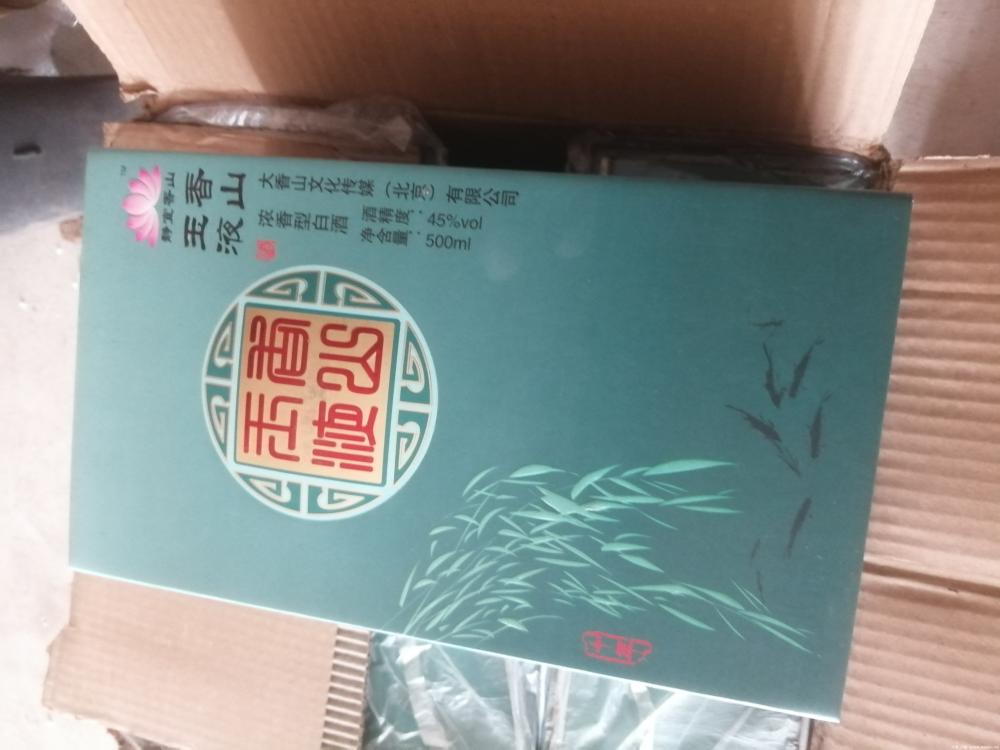 静宜香山
TM
香山
玉液
大香山文化传媒（北京）有限公司
浓香型白酒 酒精度：45%vol
净含量：500ml
香山
玉液